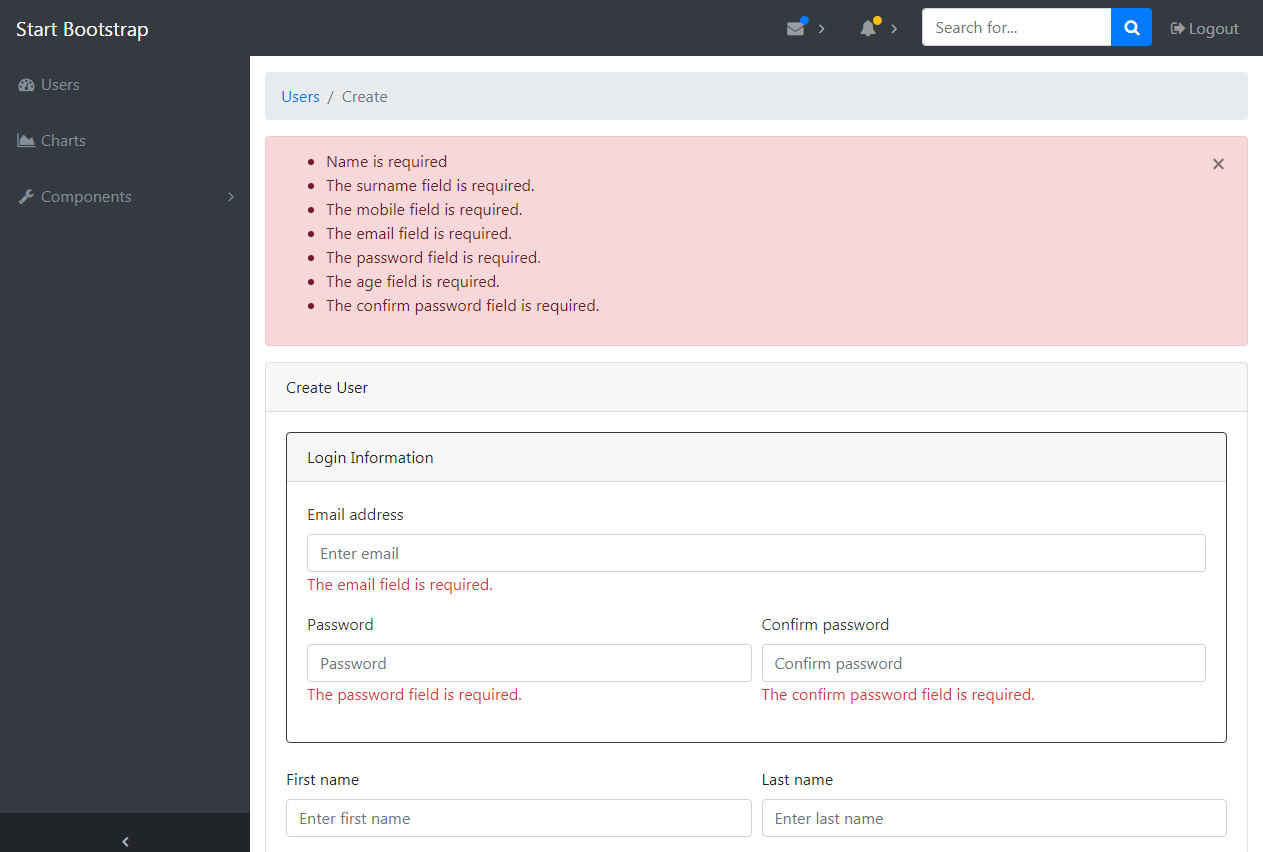 Start Bootstrap
Search for...
Logout
Users
Charts
Components
Users / Create
Name is required
The surname field is required.
The mobile field is required.
The email field is required.
The password field is required.
The age field is required.
The confirm password field is required.
×
Create User
Login Information
Email address
Enter email
The email field is required.
Password
Confirm password
Password
Confirm password
The password field is required.
The confirm password field is required.
First name
Last name
Enter first name
Enter last name